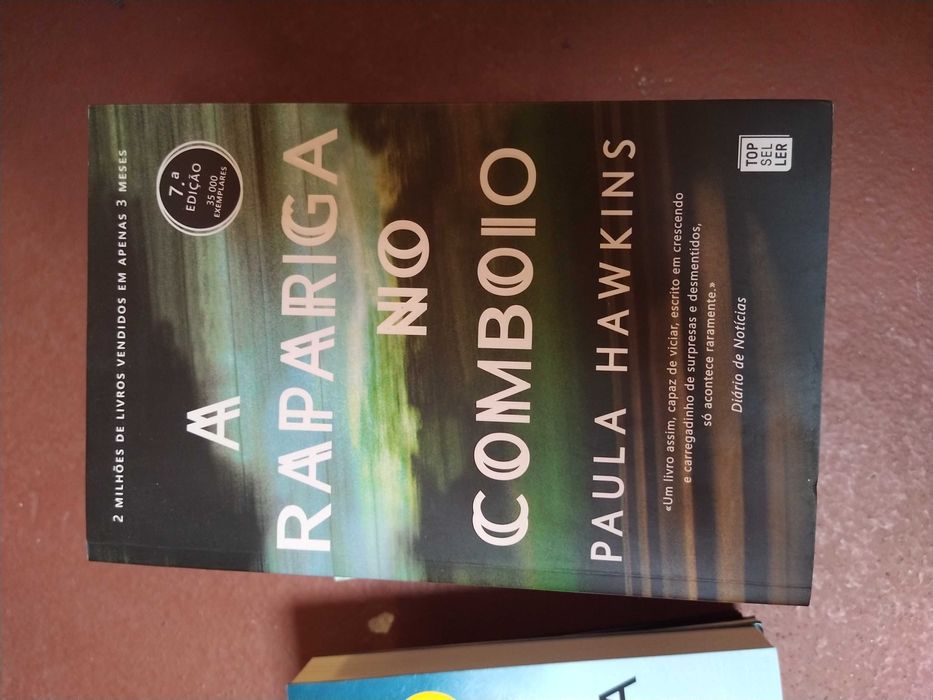 2 MILHÕES DE LIVROS VENDIDOS EM APENAS 3 MESES
7.a
EDIÇÃO
35 000
EXEMPLARES
A
RAPARIGA
NO
COMBOIO
PAULA HAWKINS
«Um livro assim, capaz de viciar, escrito em crescendo
e carregadinho de surpresas e desmentidos,
só acontece raramente.»
Diário de Notícias
TOP
SEL
LER
A